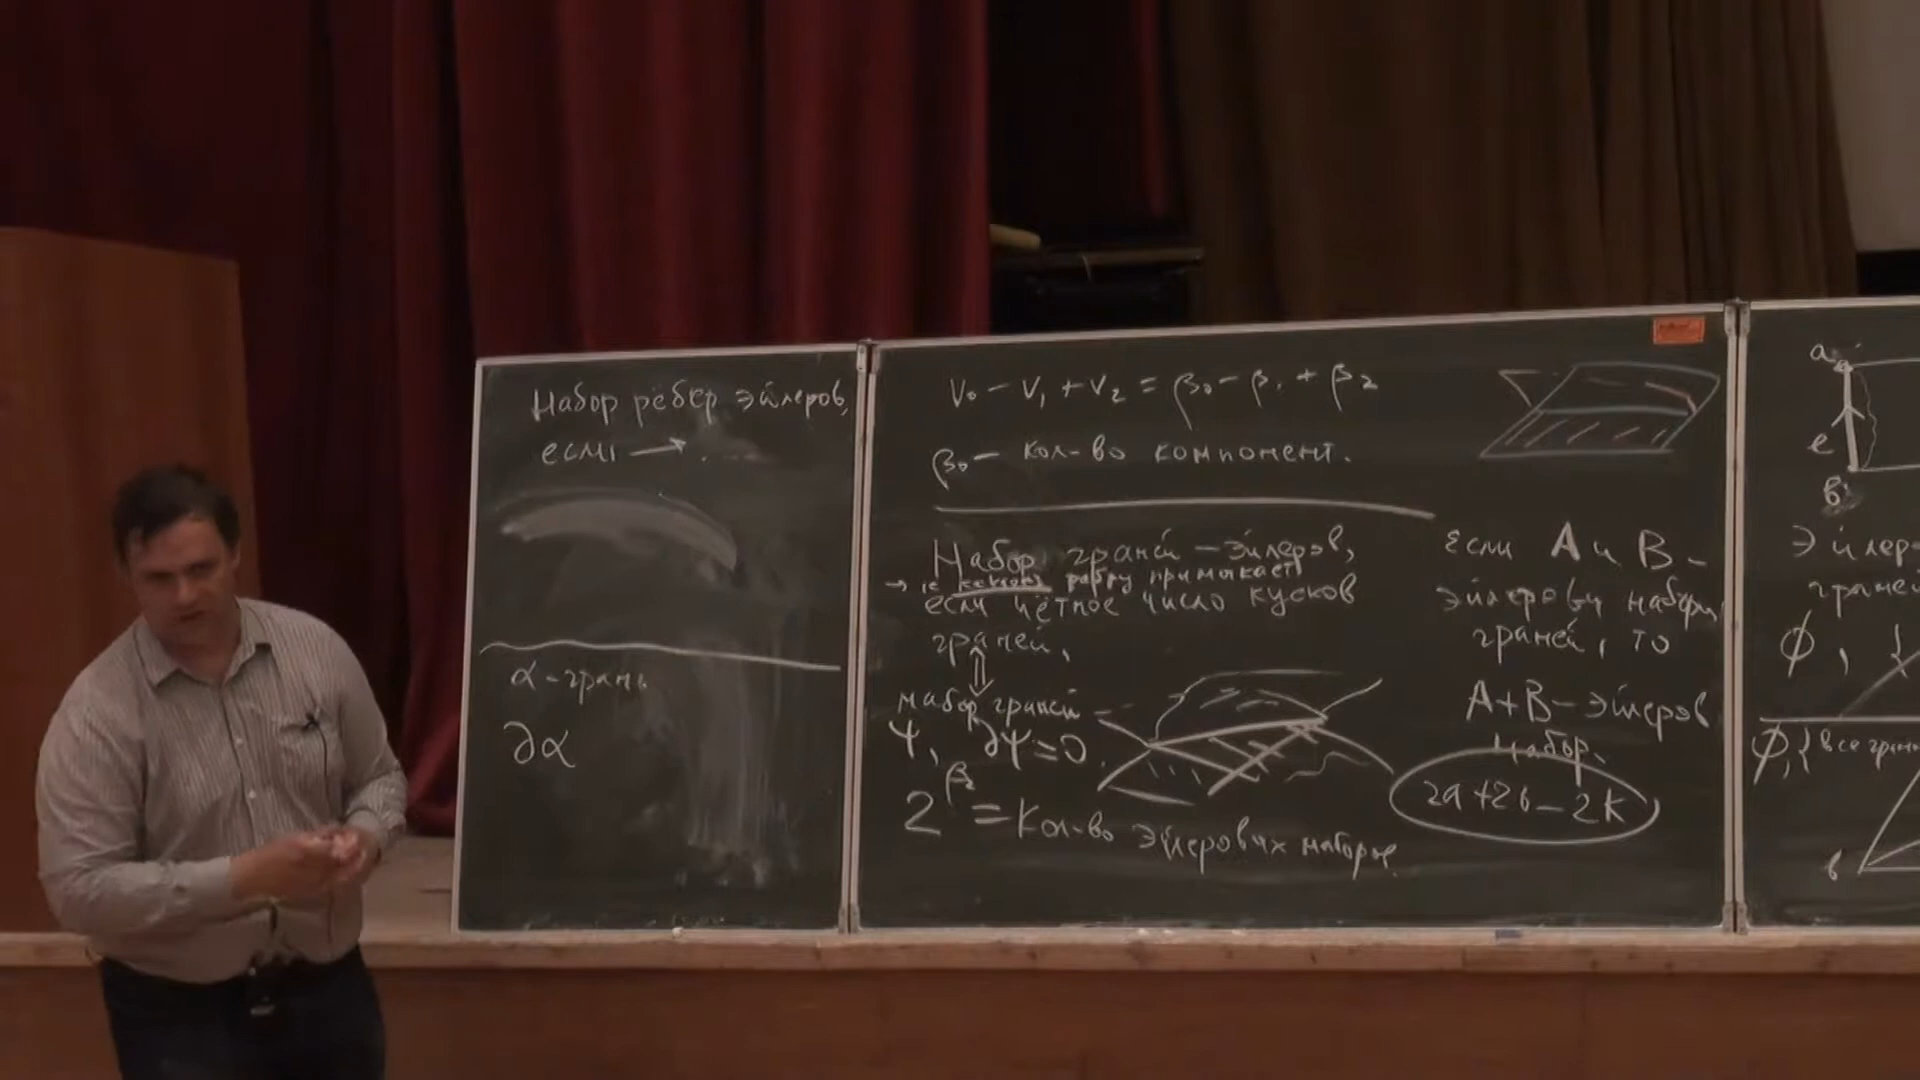 Набор рёбер эйлеров,
если → .
α-грань
∂α
V₀ - V₁ + V₂ = β₀ - β₁ + β₂
β₀ - кол-во компонент.
Набор граней - эйлеров,
→ к ребру примыкает
если чётное число кусков
граней,
⇕
набор граней
Ψ, ∂Ψ=0
2^β₂ = Кол-во эйлеровых наборов
если A и B -
эйлеровы наборы
граней, то
A+B - эйлеров
набор.
2a+2b-2k
a
e
b
Эйлер
граней
∅, {
∅, { все гран
b